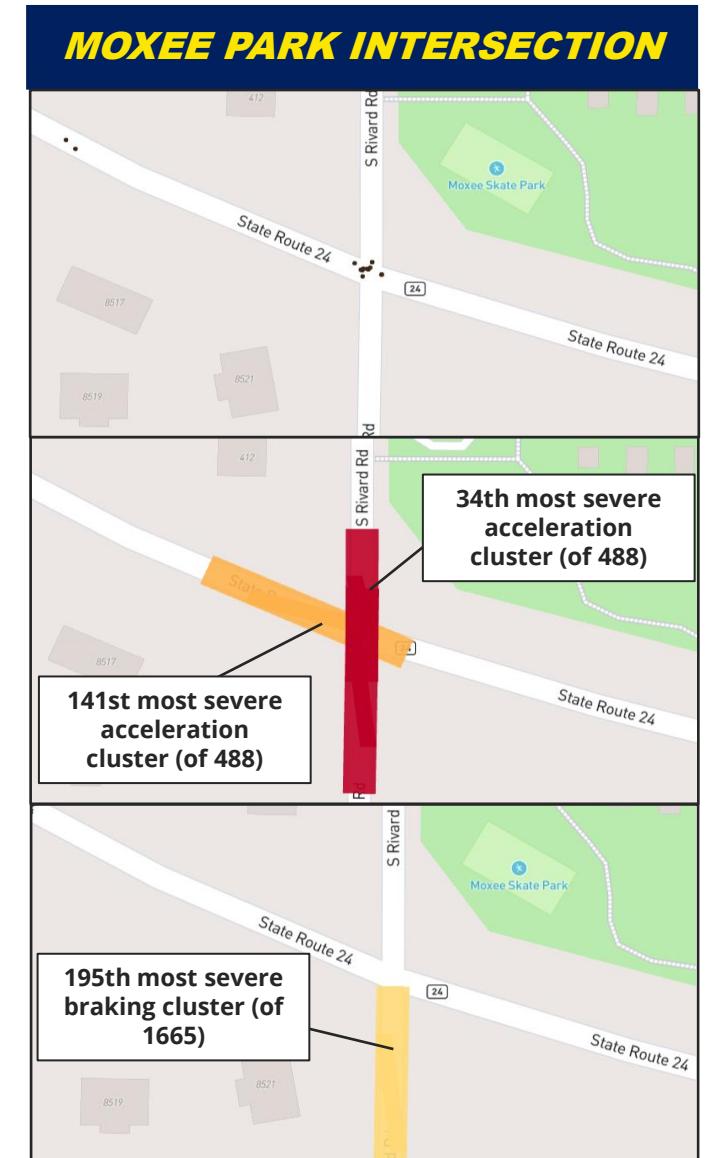 MOXEE PARK INTERSECTION
412
S Rivard Rd
Moxee Skate Park
State Route 24
24
8517
State Route 24
8521
8519
Rd
412
S Rivard Rd
34th most severe
acceleration
cluster (of 488)
8517
141st most severe
acceleration
cluster (of 488)
State Route 24
Rd
S Rivard
Moxee Skate Park
State Route 24
195th most severe
braking cluster (of
1665)
24
State Route 24
8521
8519